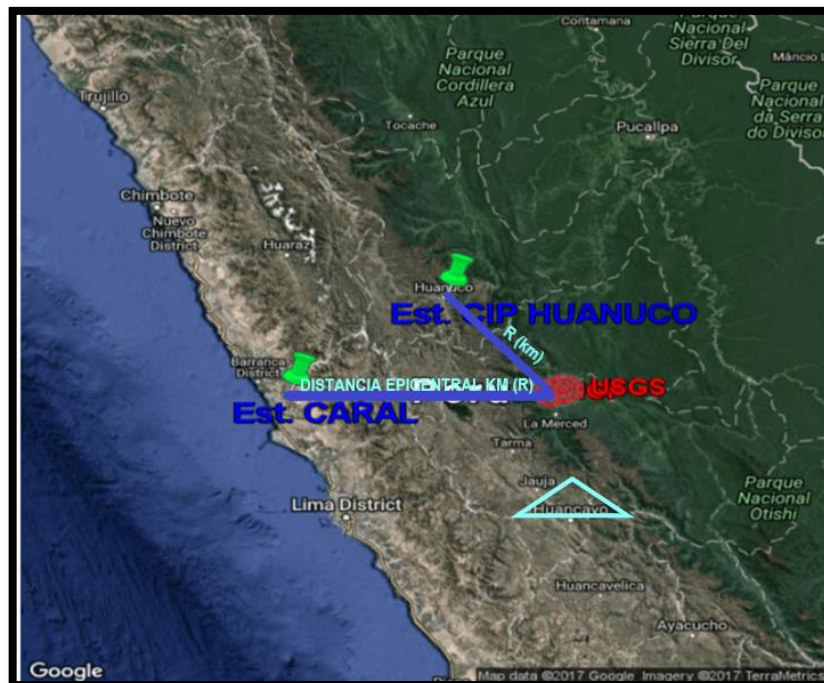 Contamana
Parque
Nacional
Sierra Del
Divisor
Mâncio L
Parque
Nacional
Cordillera
Azul
Parque
Nacional
da Serra
do Divisor
Trujillo
Tocache
Pucallpa
Chimbote
Nuevo
Chimbote
District
Huaraz
Huanuco
Est. CIP HUANUCO
R (km)
Barranca
District
DISTANCIA EPICENTRAL KM (R)
USGS
Est. CARAL
La Merced
Tarma
Jauja
Parque
Nacional
Otishi
Lima District
Huancayo
Huancavelica
Ayacucho
Google
Map data ©2017 Google Imagery ©2017 TerraMetrics